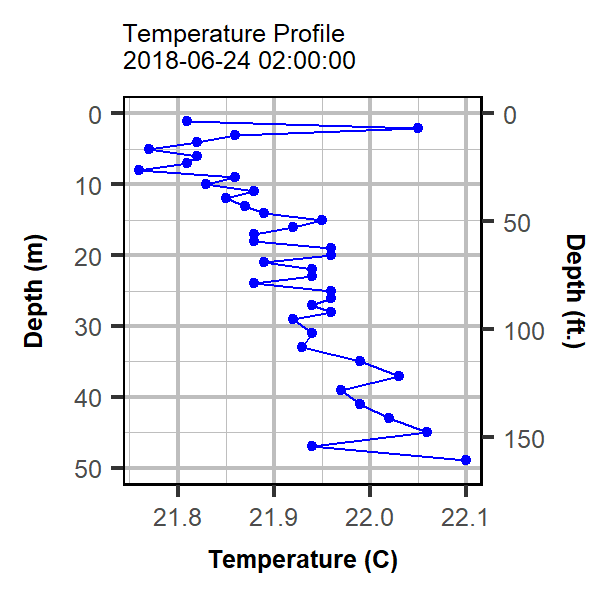 Temperature Profile
2018-06-24 02:00:00
0
10
20
30
40
50
Depth (m)
0
50
100
150
Depth (ft.)
21.8 21.9 22.0 22.1
Temperature (C)